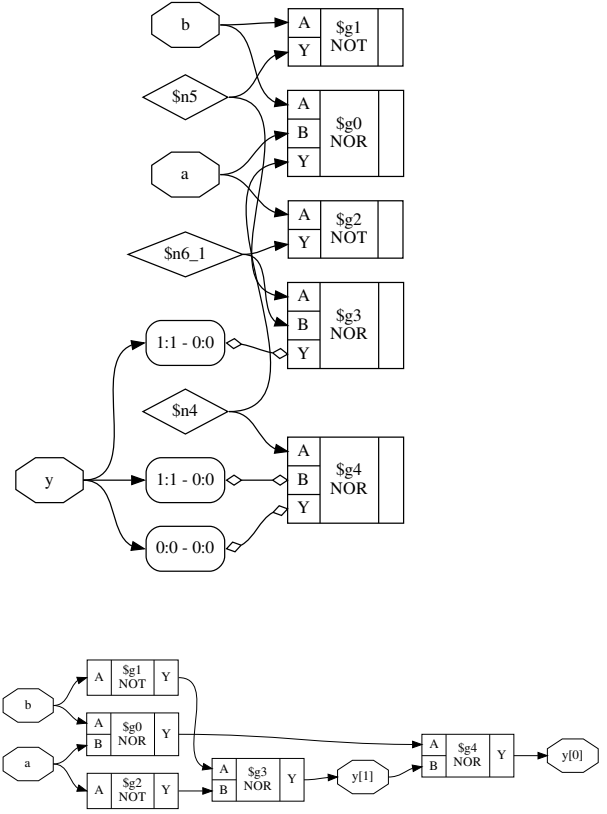 b
A
$g1
NOT
Y
$n5
A
$g0
NOR
B
Y
a
A
$g2
NOT
Y
$n6_1
A
$g3
NOR
B
Y
1:1 - 0:0
$n4
y
1:1 - 0:0
A
$g4
NOR
B
Y
0:0 - 0:0
b
A
$g1
NOT
Y
A
B
$g0
NOR
Y
a
A
$g2
NOT
Y
A
B
$g3
NOR
Y
y[1]
A
B
$g4
NOR
Y
y[0]